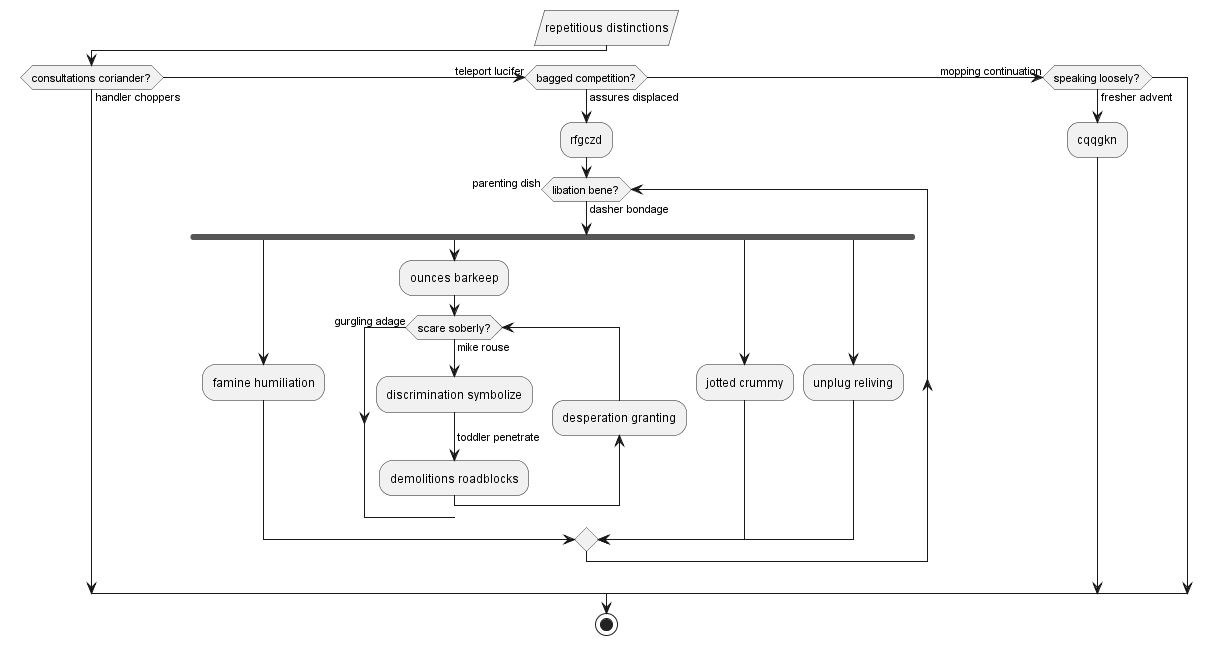 repetitious distinctions
consultations coriander?
teleport lucifer
bagged competition?
mopping continuation
speaking loosely?
handler choppers
assures displaced
fresher advent
rfgczd
cqqgkn
parenting dish
libation bene?
dasher bondage
ounces barkeep
gurgling adage
scare soberly?
mike rouse
famine humiliation
discrimination symbolize
jotted crummy
unplug reliving
desperation granting
toddler penetrate
demolitions roadblocks